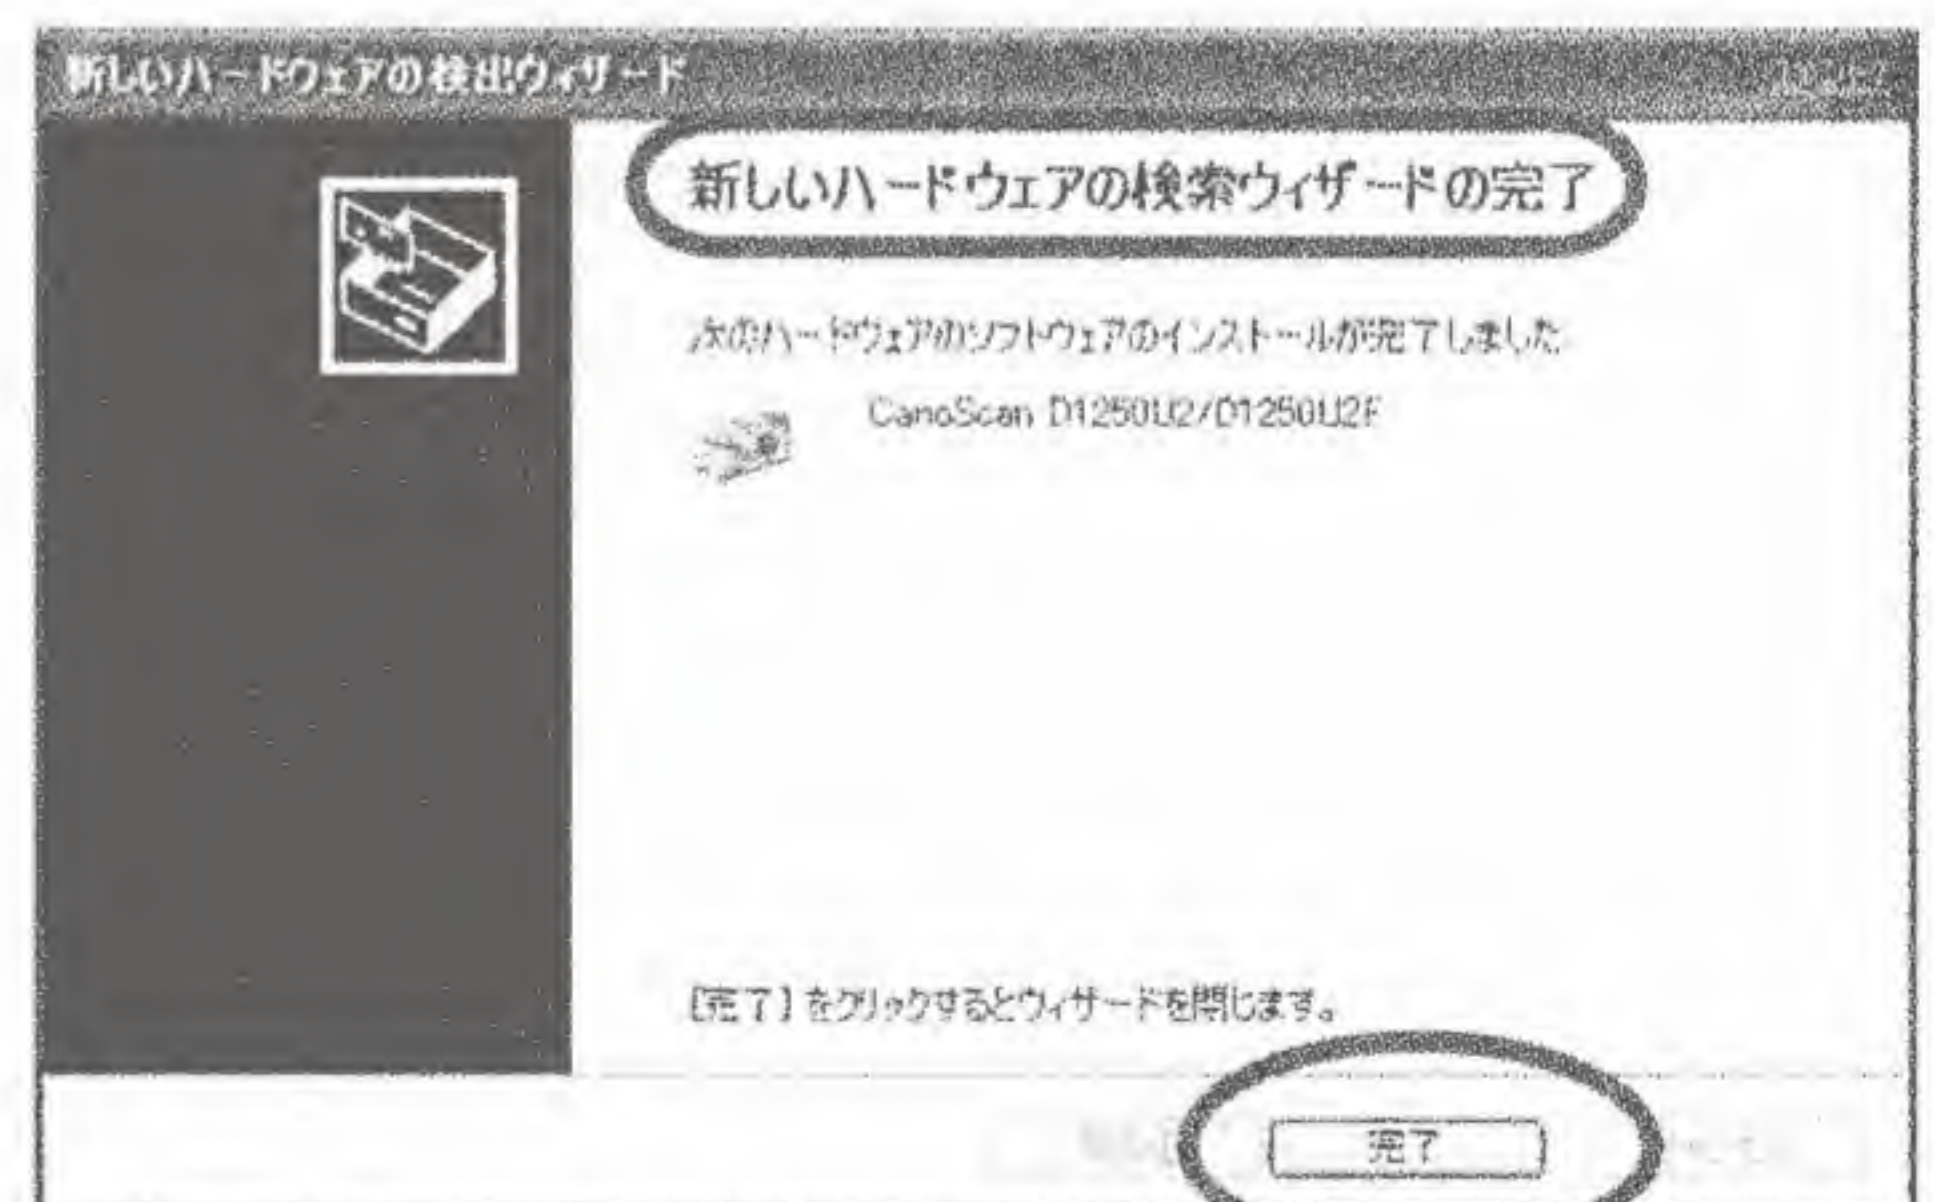 新しいハードウェアの検出ウィザード
新しいハードウェアの検索ウィザードの完了
次のハードウェアのソフトウェアのインストールが完了しました
CanoScan D1250U2/D1250U2F
[完了] をクリックするとウィザードを閉じます。
完了